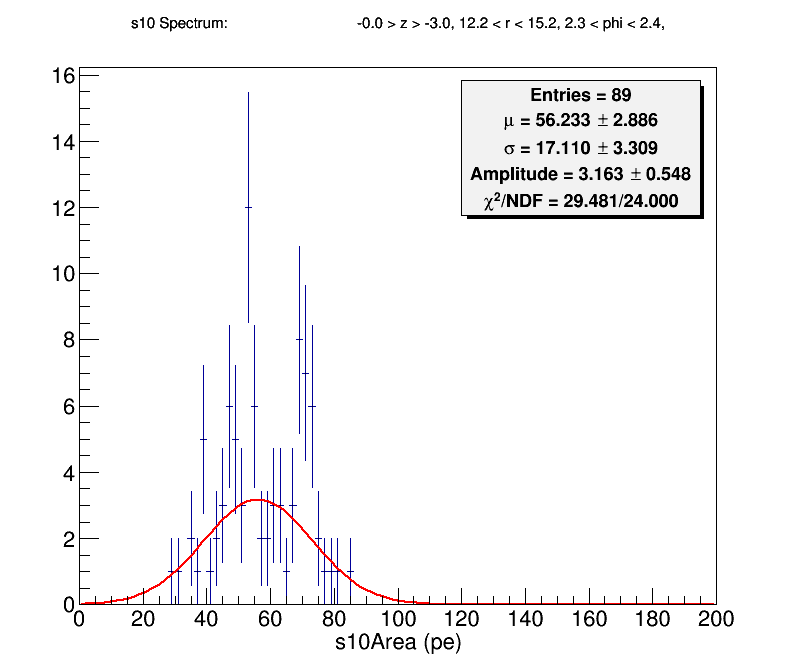 s10 Spectrum: -0.0 > z > -3.0, 12.2 < r < 15.2, 2.3 < phi < 2.4,
Entries = 89
μ = 56.233 ± 2.886
σ = 17.110 ± 3.309
Amplitude = 3.163 ± 0.548
χ²/NDF = 29.481/24.000
16
14
12
10
8
6
4
2
0
0 20 40 60 80 100 120 140 160 180 200
s10Area (pe)